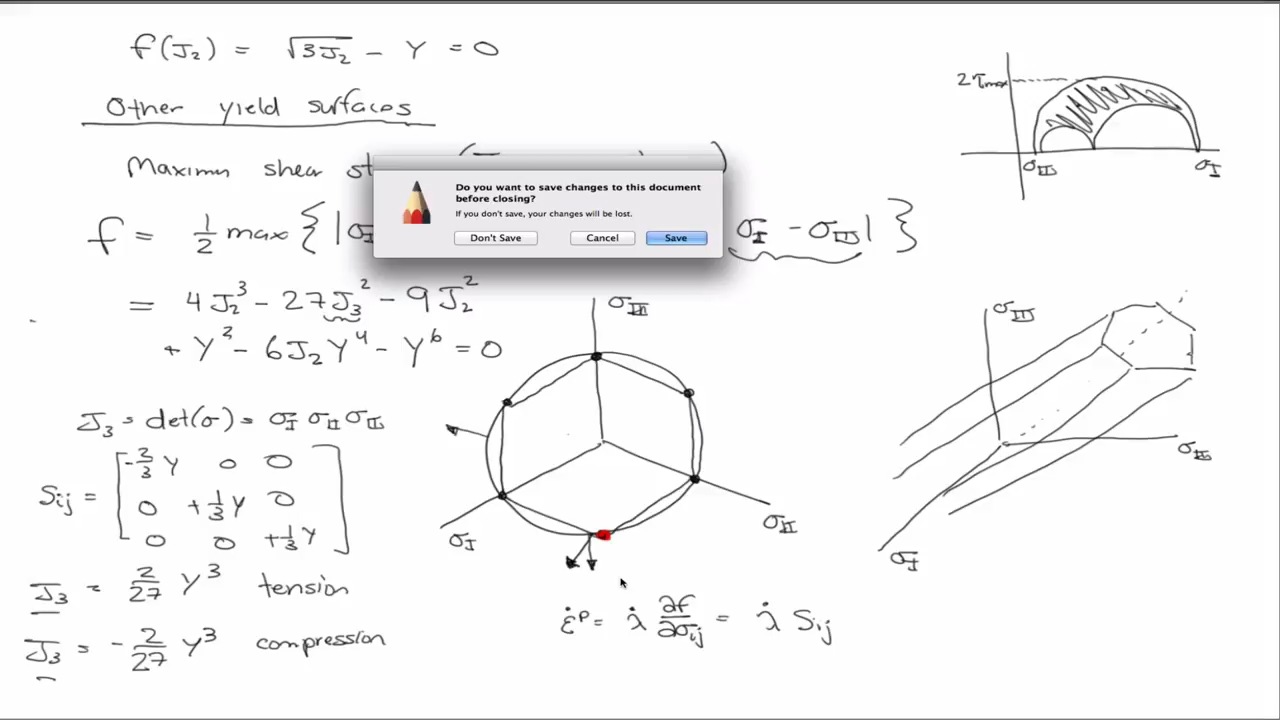 f(J₂) = √3J₂ - Y = 0
Other yield surfaces
2τmax
σIII σI
Maximum shear st
Do you want to save changes to this document before closing?
If you don't save, your changes will be lost.
Don't Save Cancel Save
f = 1/2 max { |σI σI - σIII| }
= 4J₂³ - 27J₃² - 9J₂²
+ Y² - 6J₂Y⁴ - Y⁶ = 0
σIII
σI
σII
σIII
σII
σI
J₃ = det(σ) = σI σII σIII
Sij = [ -2/3 Y 0 0
0 +1/3 Y 0
0 0 +1/3 Y ]
J₃ = 2/27 Y³ tension
J₃ = - 2/27 Y³ compression
ε̇ᴾ = λ̇ ∂f/∂σij = λ̇ Sij